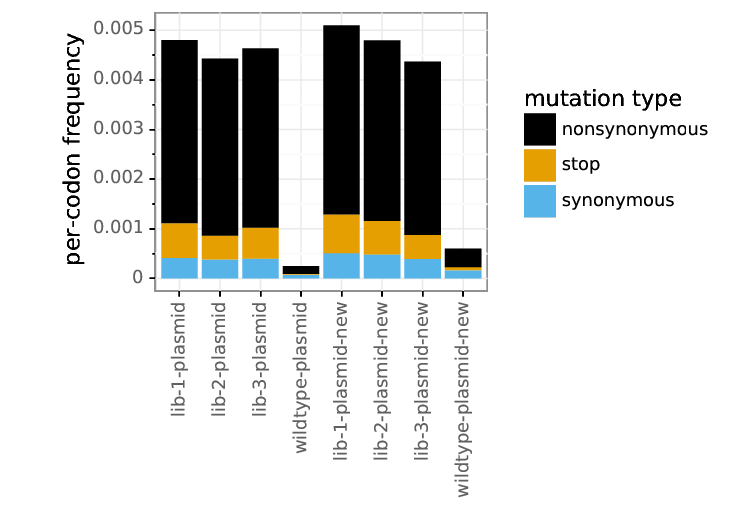 per-codon frequency
0.005
0.004
0.003
0.002
0.001
0
lib-1-plasmid
lib-2-plasmid
lib-3-plasmid
wildtype-plasmid
lib-1-plasmid-new
lib-2-plasmid-new
lib-3-plasmid-new
wildtype-plasmid-new
mutation type
nonsynonymous
stop
synonymous